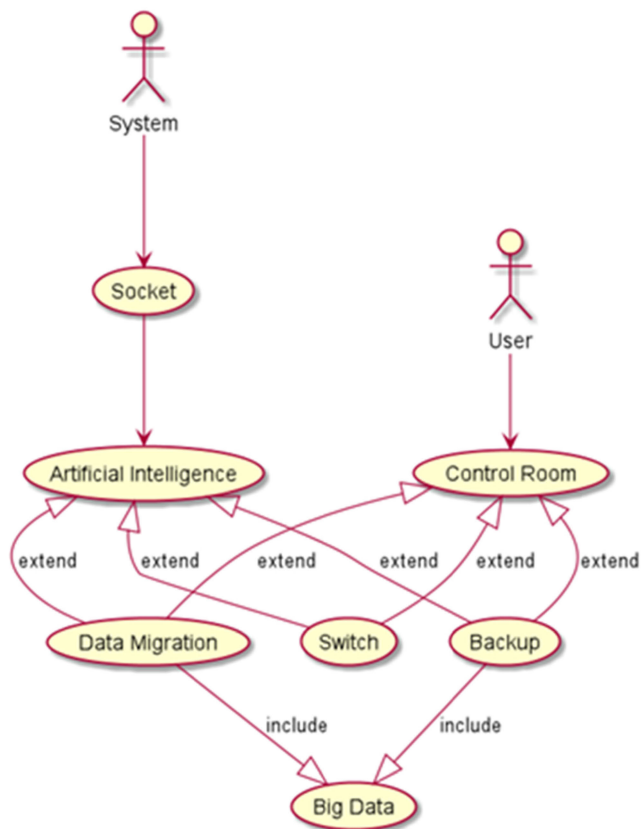 System
Socket
User
Artificial Intelligence
Control Room
extend
extend
extend
extend
extend
extend
Data Migration
Switch
Backup
include
include
Big Data